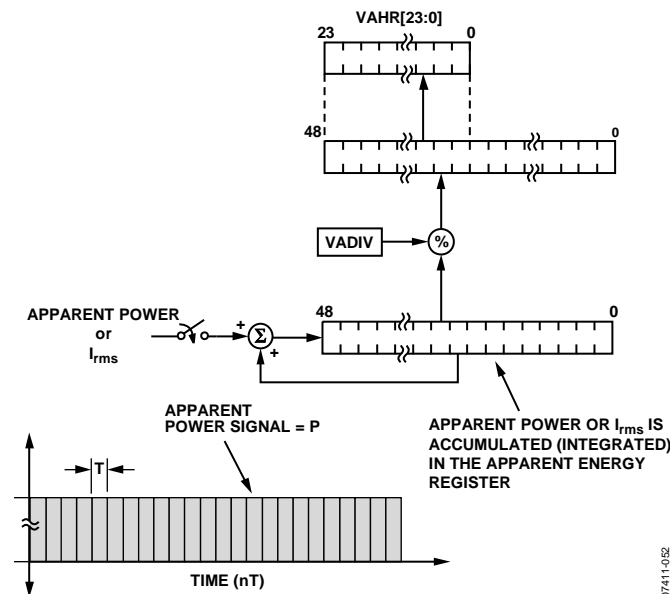 VAHR[23:0]
23 0
48 0
VADIV
%
48 0
APPARENT POWER
or
Irms
+
Σ
+
APPARENT
POWER SIGNAL = P
APPARENT POWER OR Irms IS
ACCUMULATED (INTEGRATED)
IN THE APPARENT ENERGY
REGISTER
T
TIME (nT)
07411-052